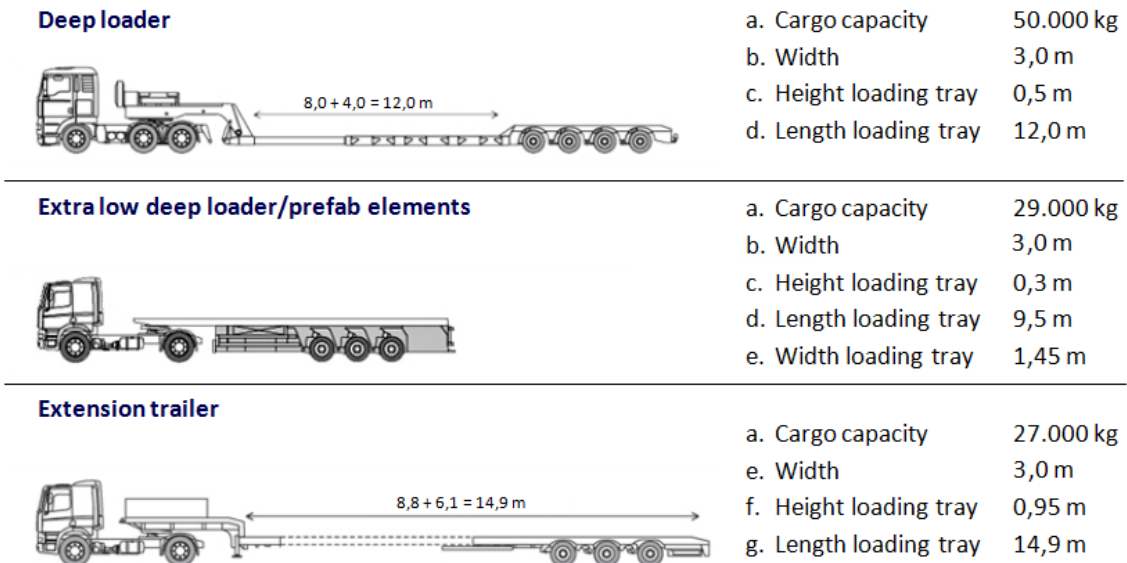 Deep loader
8,0 + 4,0 = 12,0 m
a. Cargo capacity 50.000 kg
b. Width 3,0 m
c. Height loading tray 0,5 m
d. Length loading tray 12,0 m
Extra low deep loader/prefab elements
a. Cargo capacity 29.000 kg
b. Width 3,0 m
c. Height loading tray 0,3 m
d. Length loading tray 9,5 m
e. Width loading tray 1,45 m
Extension trailer
8,8 + 6,1 = 14,9 m
a. Cargo capacity 27.000 kg
e. Width 3,0 m
f. Height loading tray 0,95 m
g. Length loading tray 14,9 m